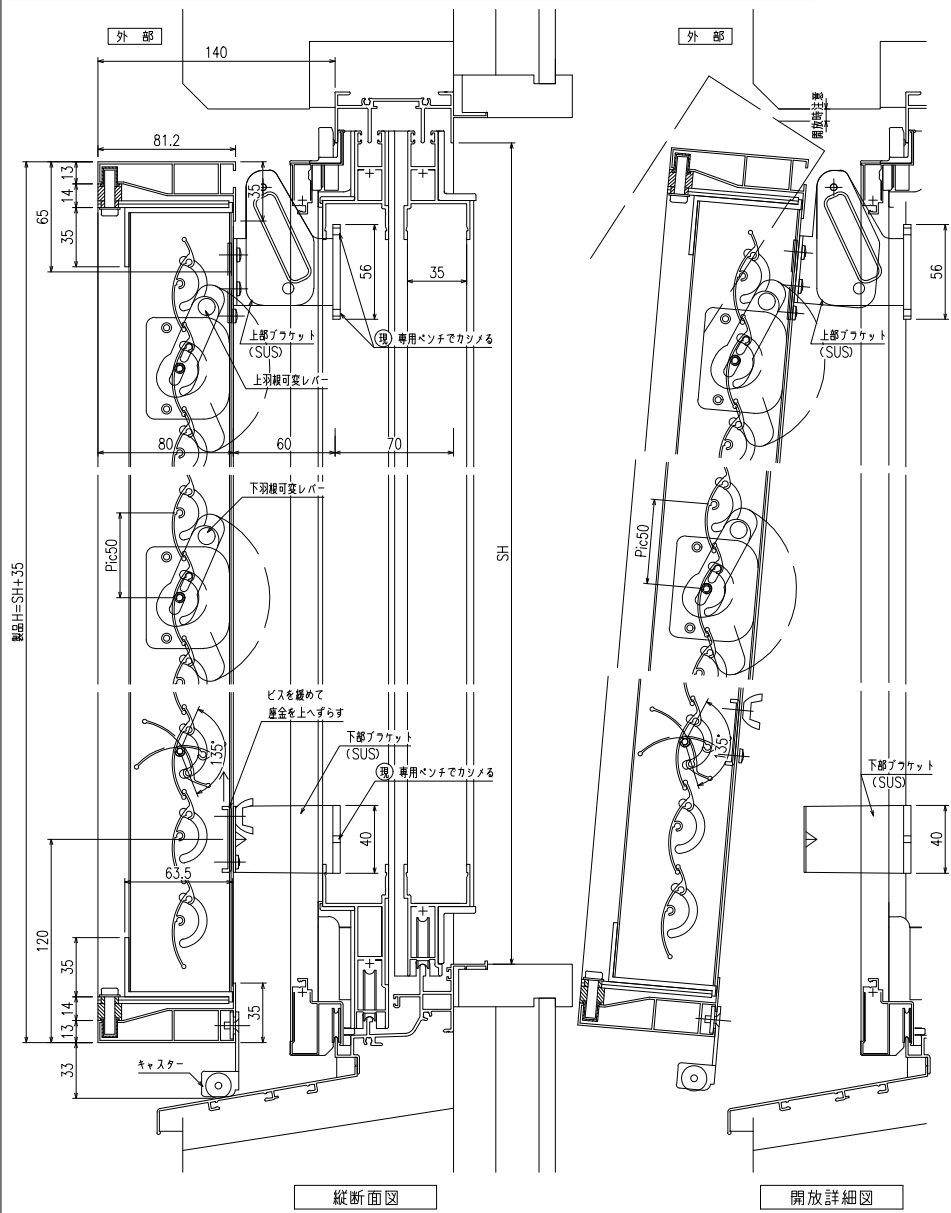 外 部
140
81.2
13
14
65
35
35
56
35
現 専用ペンチでカシメる
上部ブラケット
(SUS)
上羽根可変レバー
80
60
70
下羽根可変レバー
Pic50
SH
製品H=SH+35
ビスを緩めて
座金を上へずらす
下部ブラケット
(SUS)
現 専用ペンチでカシメる
135°
40
63.5
120
35
14
13
35
33
キャスター
縦断面図
外 部
開放時注意
56
上部ブラケット
(SUS)
Pic50
135°
下部ブラケット
(SUS)
40
開放詳細図